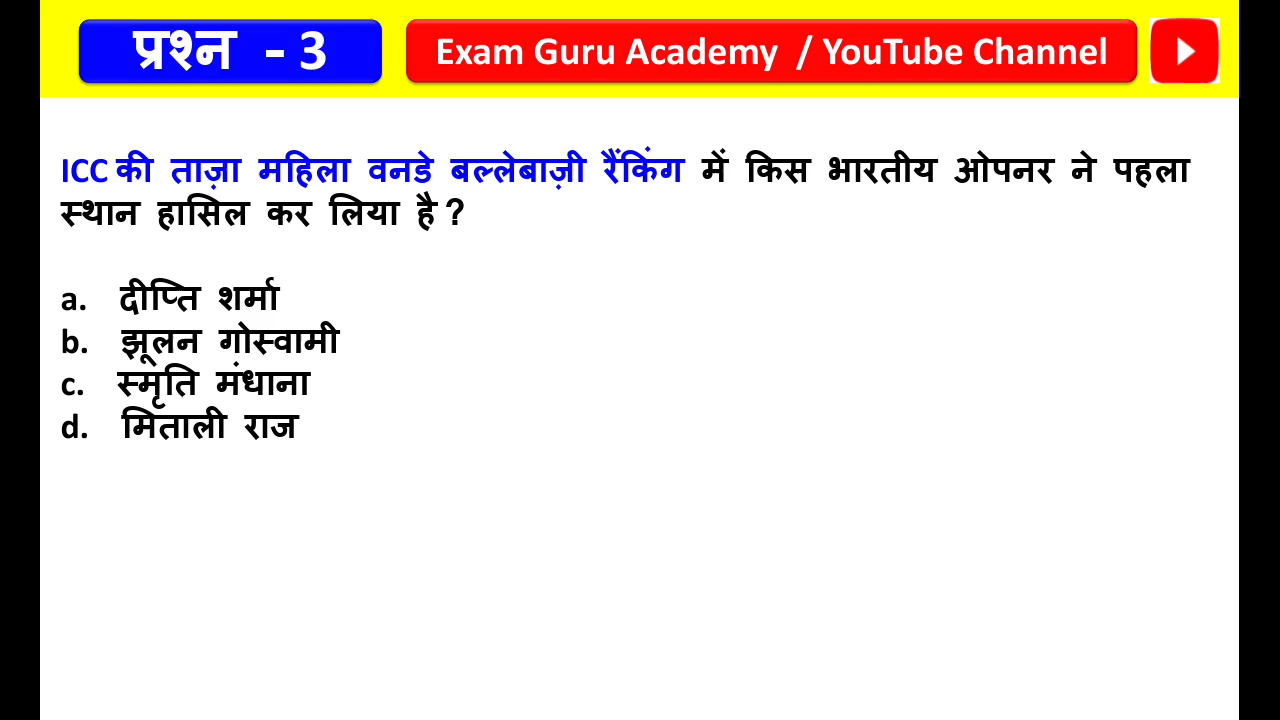 प्रश्न - 3
Exam Guru Academy / YouTube Channel
ICC की ताज़ा महिला वनडे बल्लेबाज़ी रैंकिंग में किस भारतीय ओपनर ने पहला
स्थान हासिल कर लिया है ?
a. दीप्ति शर्मा
b. झूलन गोस्वामी
c. स्मृति मंधाना
d. मिताली राज